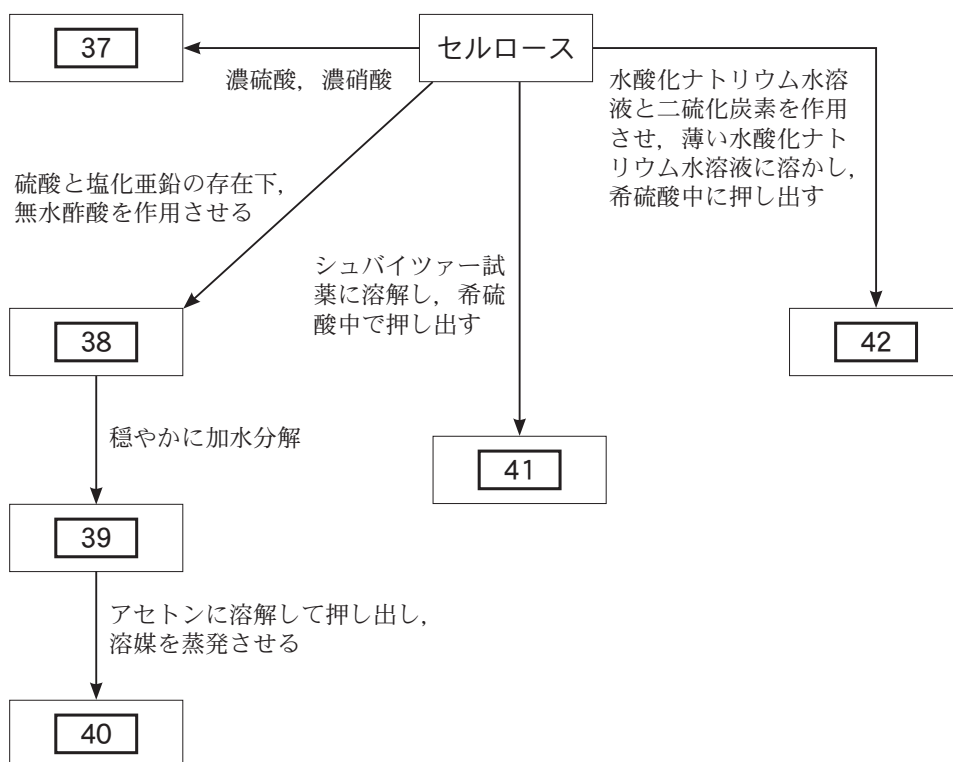 37
セルロース
濃硫酸，濃硝酸
水酸化ナトリウム水溶
液と二硫化炭素を作用
させ，薄い水酸化ナト
リウム水溶液に溶かし，
希硫酸中に押し出す
硫酸と塩化亜鉛の存在下，
無水酢酸を作用させる
シュバイツァー試
薬に溶解し，希硫
酸中で押し出す
38
42
穏やかに加水分解
41
39
アセトンに溶解して押し出し，
溶媒を蒸発させる
40